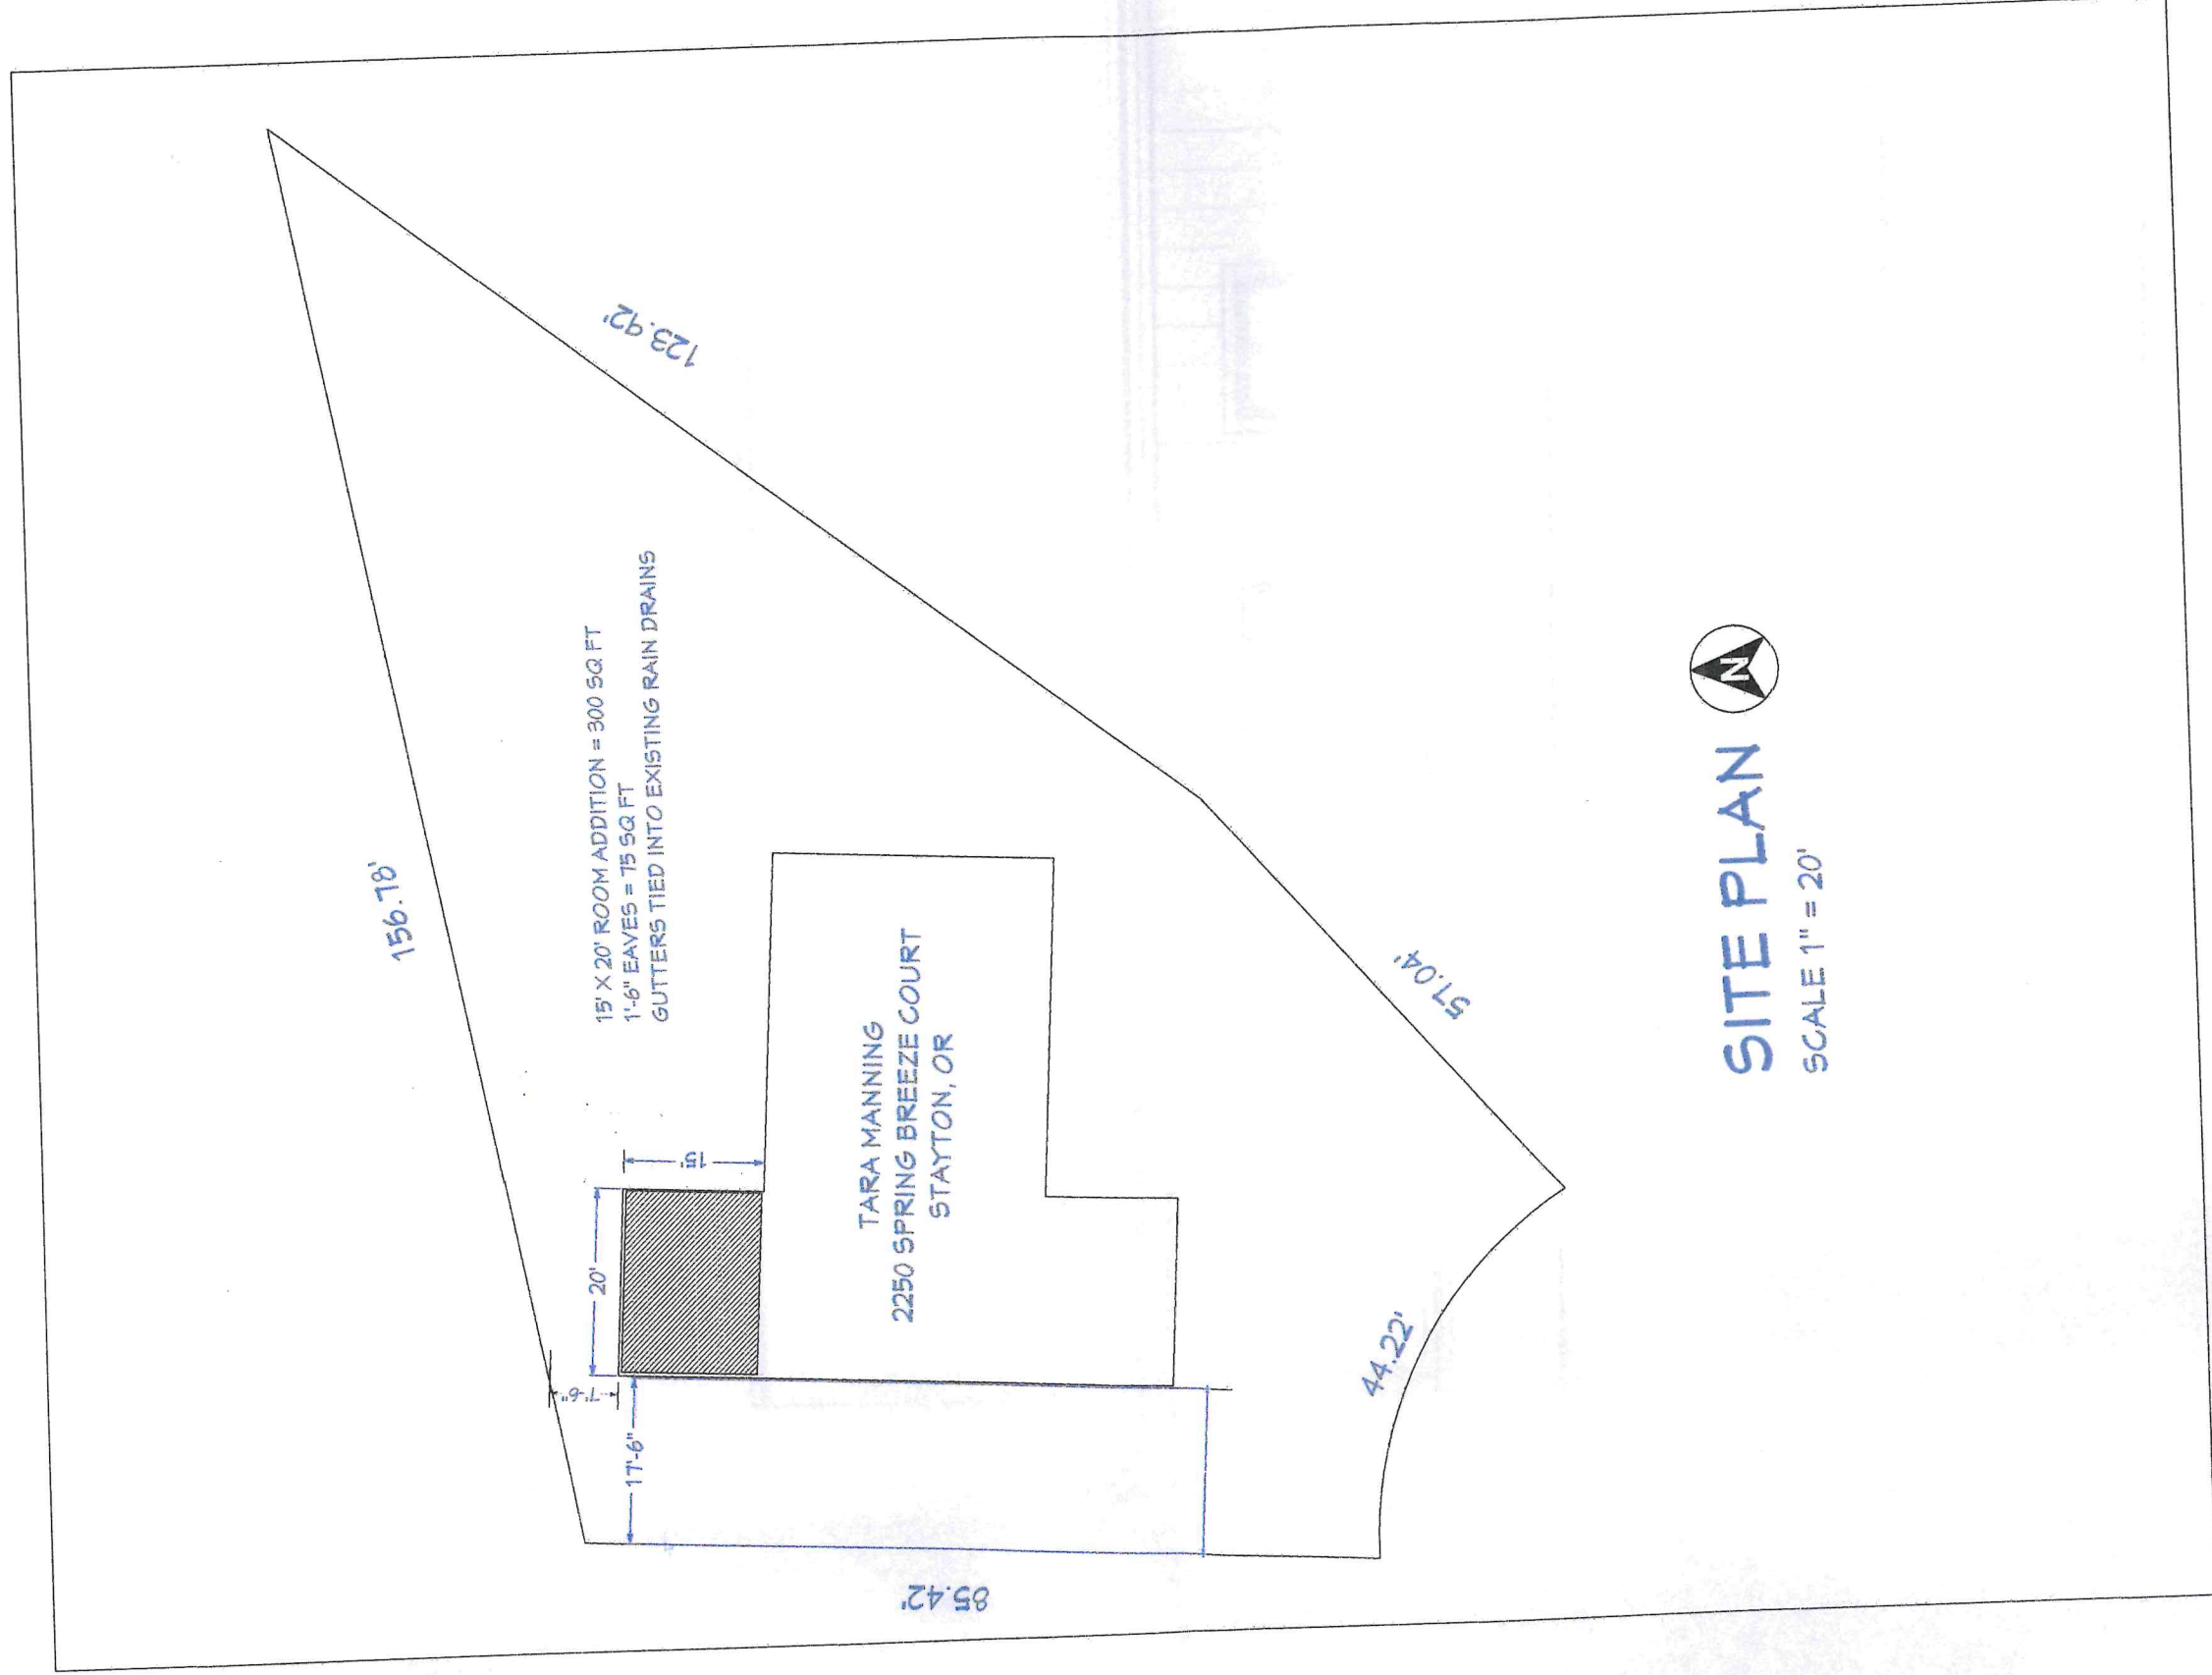 156.78'
123.92'
15' X 20' ROOM ADDITION = 300 SQ FT
1'-6" EAVES = 75 SQ FT
GUTTERS TIED INTO EXISTING RAIN DRAINS
20'
15'
7'-6"
17'-6"
TARA MANNING
2250 SPRING BREEZE COURT
STAYTON, OR
85.42'
44.22'
57.04'
SITE PLAN
N
SCALE 1" = 20'